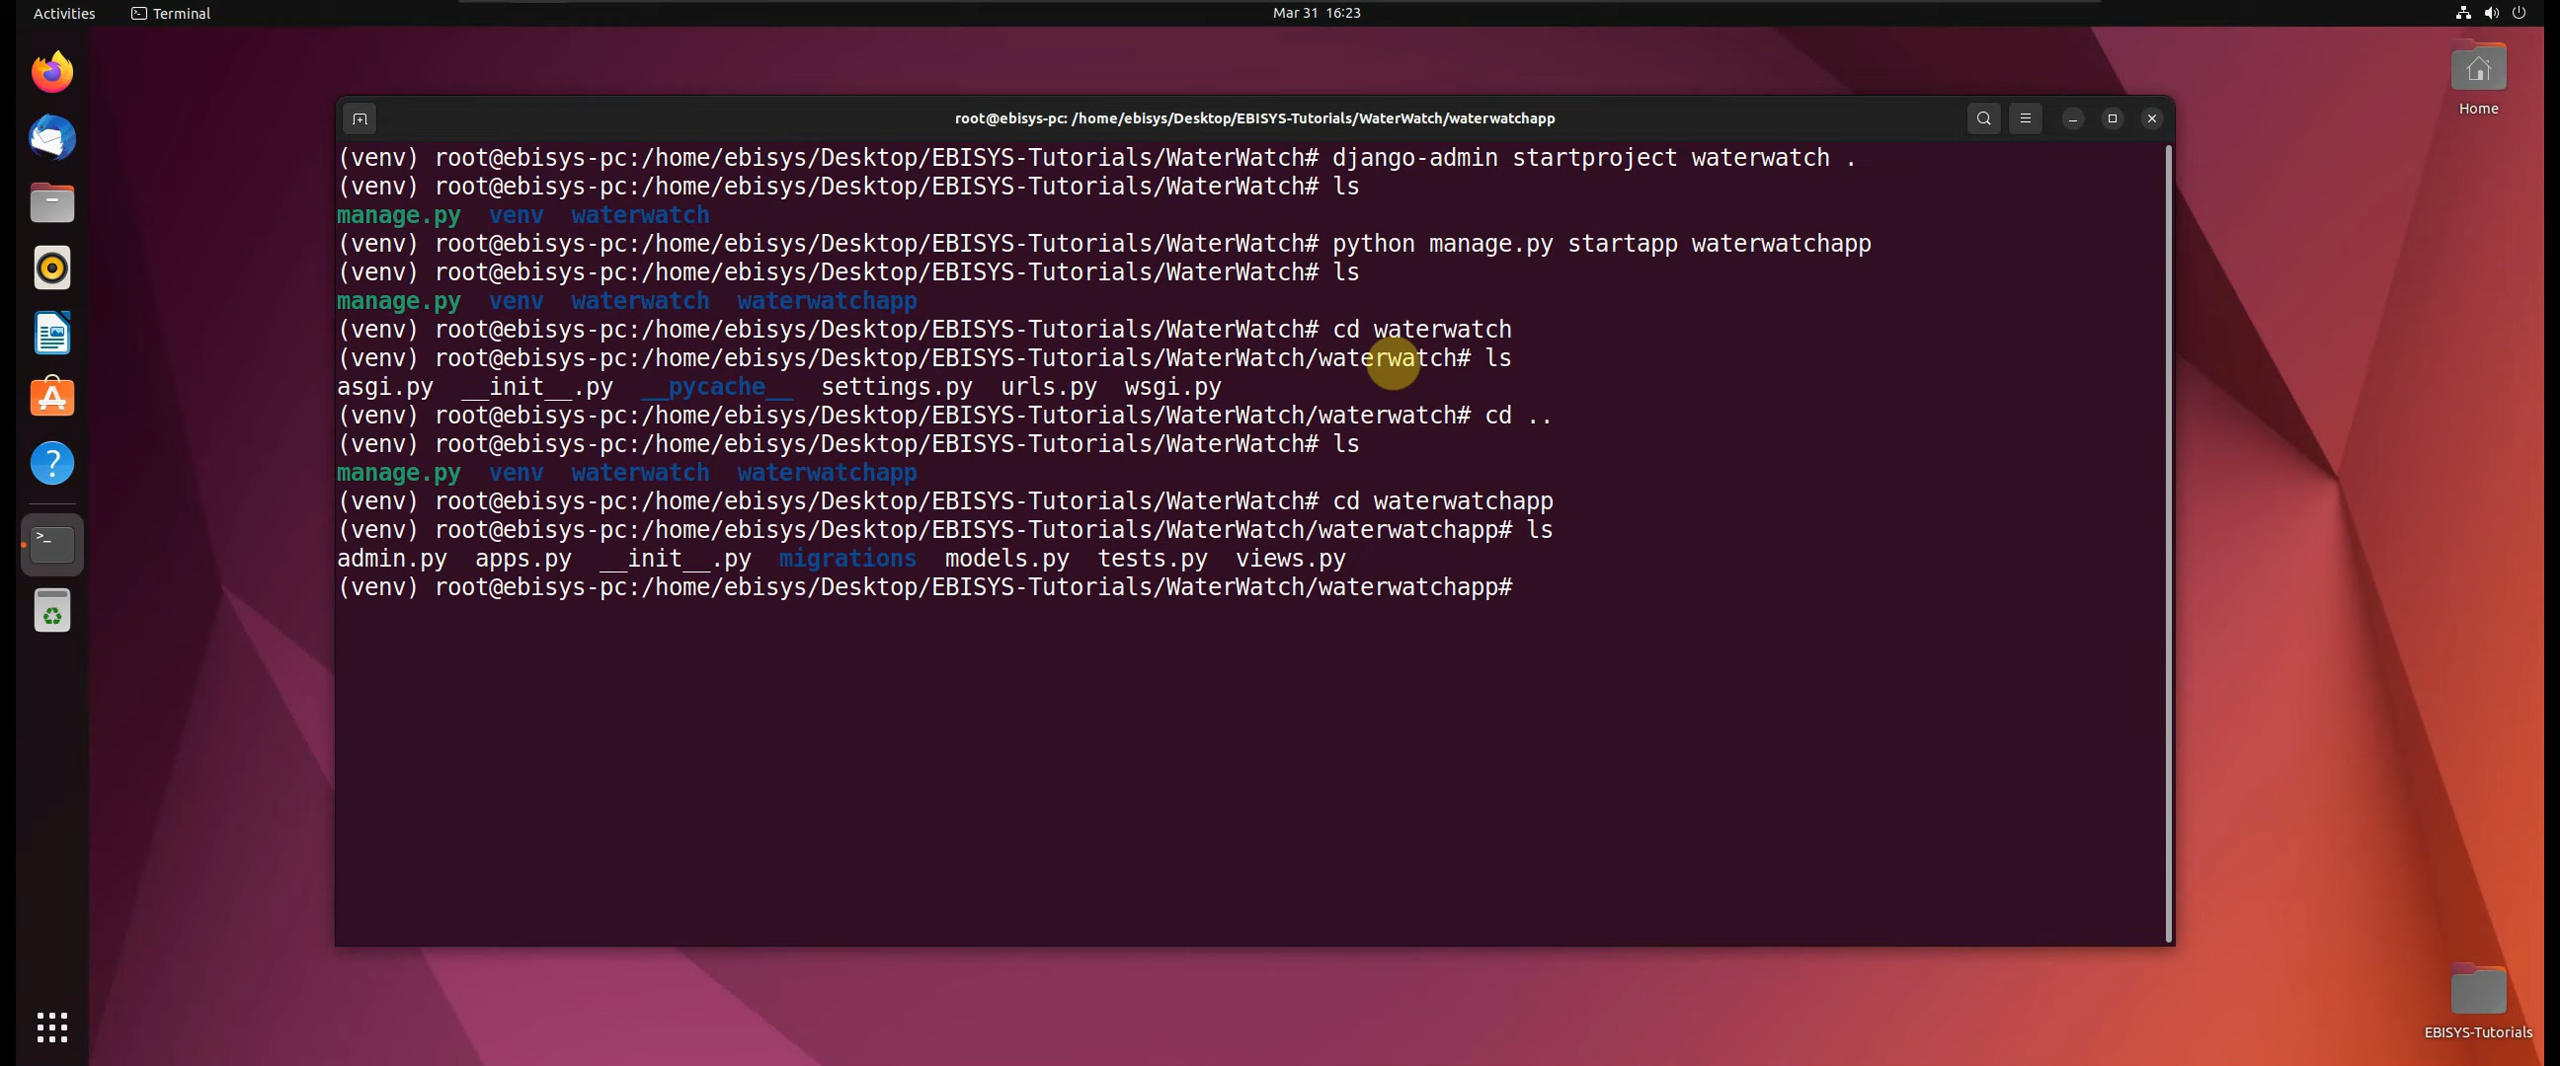 Activities Terminal Mar 31 16:23
Home
root@ebisys-pc: /home/ebisys/Desktop/EBISYS-Tutorials/WaterWatch/waterwatchapp
(venv) root@ebisys-pc:/home/ebisys/Desktop/EBISYS-Tutorials/WaterWatch# django-admin startproject waterwatch .
(venv) root@ebisys-pc:/home/ebisys/Desktop/EBISYS-Tutorials/WaterWatch# ls
manage.py venv waterwatch
(venv) root@ebisys-pc:/home/ebisys/Desktop/EBISYS-Tutorials/WaterWatch# python manage.py startapp waterwatchapp
(venv) root@ebisys-pc:/home/ebisys/Desktop/EBISYS-Tutorials/WaterWatch# ls
manage.py venv waterwatch waterwatchapp
(venv) root@ebisys-pc:/home/ebisys/Desktop/EBISYS-Tutorials/WaterWatch# cd waterwatch
(venv) root@ebisys-pc:/home/ebisys/Desktop/EBISYS-Tutorials/WaterWatch/waterwatch# ls
asgi.py __init__.py __pycache__ settings.py urls.py wsgi.py
(venv) root@ebisys-pc:/home/ebisys/Desktop/EBISYS-Tutorials/WaterWatch/waterwatch# cd ..
(venv) root@ebisys-pc:/home/ebisys/Desktop/EBISYS-Tutorials/WaterWatch# ls
manage.py venv waterwatch waterwatchapp
(venv) root@ebisys-pc:/home/ebisys/Desktop/EBISYS-Tutorials/WaterWatch# cd waterwatchapp
(venv) root@ebisys-pc:/home/ebisys/Desktop/EBISYS-Tutorials/WaterWatch/waterwatchapp# ls
admin.py apps.py __init__.py migrations models.py tests.py views.py
(venv) root@ebisys-pc:/home/ebisys/Desktop/EBISYS-Tutorials/WaterWatch/waterwatchapp#
EBISYS-Tutorials